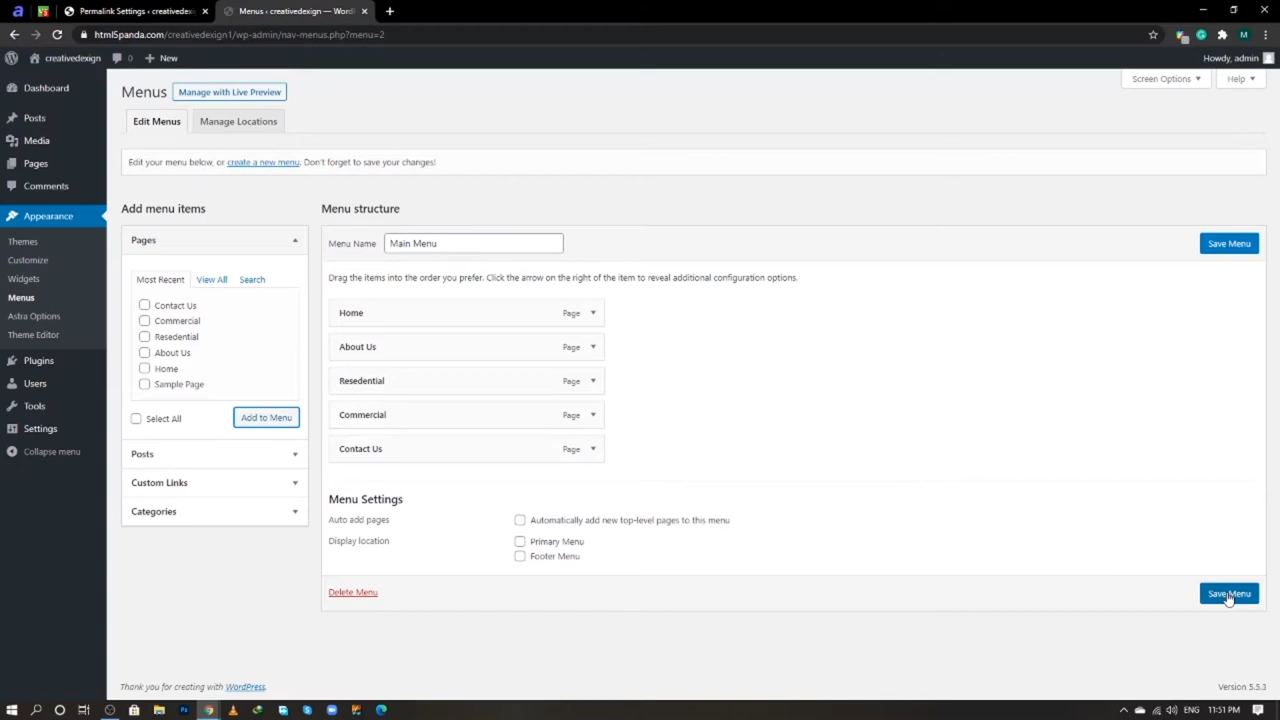 Permalink Settings ‹ creativedexi
Menus ‹ creativedexign — WordP
html5panda.com/creativedexign1/wp-admin/nav-menus.php?menu=2
M
creativedexign
0
New
Howdy, admin
Dashboard
Posts
Media
Pages
Comments
Appearance
Themes
Customize
Widgets
Menus
Astra Options
Theme Editor
Plugins
Users
Tools
Settings
Collapse menu
Menus
Manage with Live Preview
Screen Options
Help
Edit Menus
Manage Locations
Edit your menu below, or create a new menu. Don't forget to save your changes!
Add menu items
Pages
Most Recent
View All
Search
Contact Us
Commercial
Resedential
About Us
Home
Sample Page
Select All
Add to Menu
Posts
Custom Links
Categories
Menu structure
Menu Name
Main Menu
Save Menu
Drag the items into the order you prefer. Click the arrow on the right of the item to reveal additional configuration options.
Home Page
About Us Page
Resedential Page
Commercial Page
Contact Us Page
Menu Settings
Auto add pages
Automatically add new top-level pages to this menu
Display location
Primary Menu
Footer Menu
Delete Menu
Save Menu
Thank you for creating with WordPress.
Version 5.5.3
ENG
11:51 PM